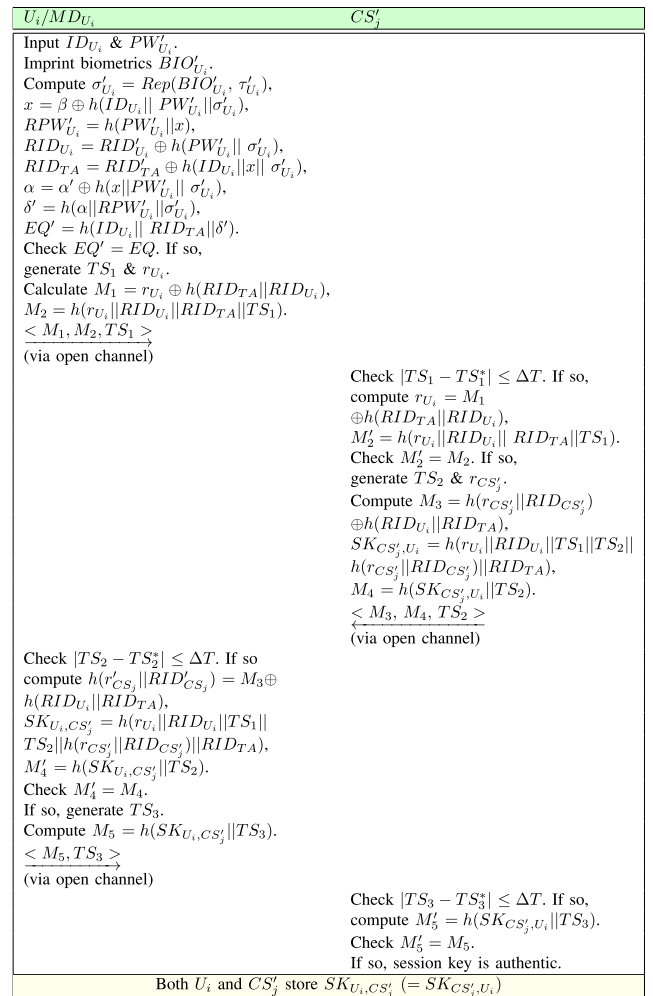 U_i/MD_{U_i} CS'_j
Input ID_{U_i} & PW'_{U_i}.
Imprint biometrics BIO'_{U_i}.
Compute σ'_{U_i} = Rep(BIO'_{U_i}, τ'_{U_i}),
x = β ⊕ h(ID_{U_i}|| PW'_{U_i}||σ'_{U_i}),
RPW'_{U_i} = h(PW'_{U_i}||x),
RID_{U_i} = RID'_{U_i} ⊕ h(PW'_{U_i}|| σ'_{U_i}),
RID_{TA} = RID'_{TA} ⊕ h(ID_{U_i}||x|| σ'_{U_i}),
α = α' ⊕ h(x||PW'_{U_i}|| σ'_{U_i}),
δ' = h(α||RPW'_{U_i}||σ'_{U_i}),
EQ' = h(ID_{U_i}|| RID_{TA}||δ').
Check EQ' = EQ. If so,
generate TS_1 & r_{U_i}.
Calculate M_1 = r_{U_i} ⊕ h(RID_{TA}||RID_{U_i}),
M_2 = h(r_{U_i}||RID_{U_i}||RID_{TA}||TS_1).
< M_1, M_2, TS_1 >
(via open channel)
Check |TS_1 − TS_1^*| ≤ ΔT. If so,
compute r_{U_i} = M_1
⊕h(RID_{TA}||RID_{U_i}),
M'_2 = h(r_{U_i}||RID_{U_i}|| RID_{TA}||TS_1).
Check M'_2 = M_2. If so,
generate TS_2 & r_{CS'_j}.
Compute M_3 = h(r_{CS'_j}||RID_{CS'_j})
⊕h(RID_{U_i}||RID_{TA}),
SK_{CS'_j,U_i} = h(r_{U_i}||RID_{U_i}||TS_1||TS_2||
h(r_{CS'_j}||RID_{CS'_j})||RID_{TA}),
M_4 = h(SK_{CS'_j,U_i}||TS_2).
< M_3, M_4, TS_2 >
(via open channel)
Check |TS_2 − TS_2^*| ≤ ΔT. If so
compute h(r'_{CS_j}||RID'_{CS_j}) = M_3⊕
h(RID_{U_i}||RID_{TA}),
SK_{U_i,CS'_j} = h(r_{U_i}||RID_{U_i}||TS_1||
TS_2||h(r_{CS'_j}||RID_{CS'_j})||RID_{TA}),
M'_4 = h(SK_{U_i,CS'_j}||TS_2).
Check M'_4 = M_4.
If so, generate TS_3.
Compute M_5 = h(SK_{U_i,CS'_j}||TS_3).
< M_5, TS_3 >
(via open channel)
Check |TS_3 − TS_3^*| ≤ ΔT. If so,
compute M'_5 = h(SK_{CS'_j,U_i}||TS_3).
Check M'_5 = M_5.
If so, session key is authentic.
Both U_i and CS'_j store SK_{U_i,CS'_j} (= SK_{CS'_j,U_i})